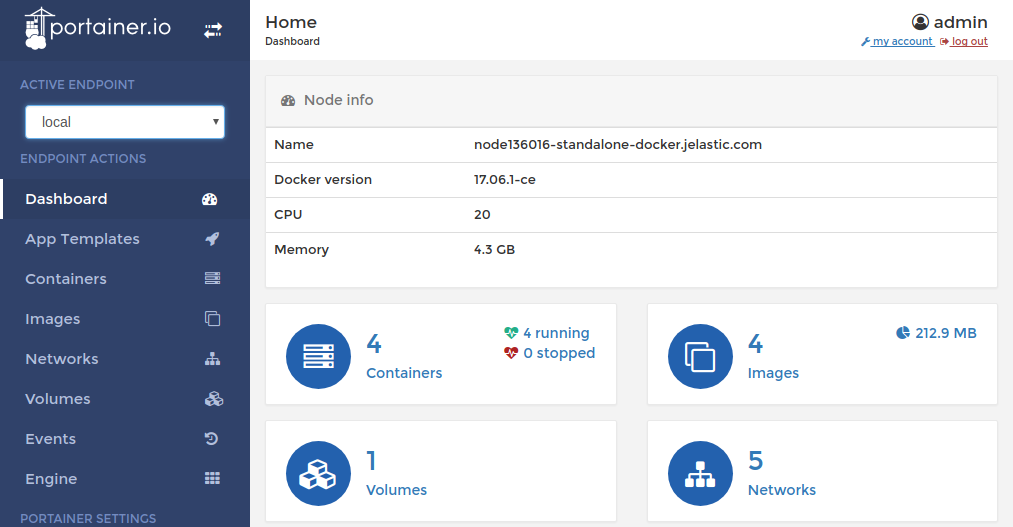 portainer.io
ACTIVE ENDPOINT
local
ENDPOINT ACTIONS
Dashboard
App Templates
Containers
Images
Networks
Volumes
Events
Engine
PORTAINER SETTINGS
Home
Dashboard
admin
my account log out
Node info
Name node136016-standalone-docker.jelastic.com
Docker version 17.06.1-ce
CPU 20
Memory 4.3 GB
4
Containers
4 running
0 stopped
4
Images
212.9 MB
1
Volumes
5
Networks